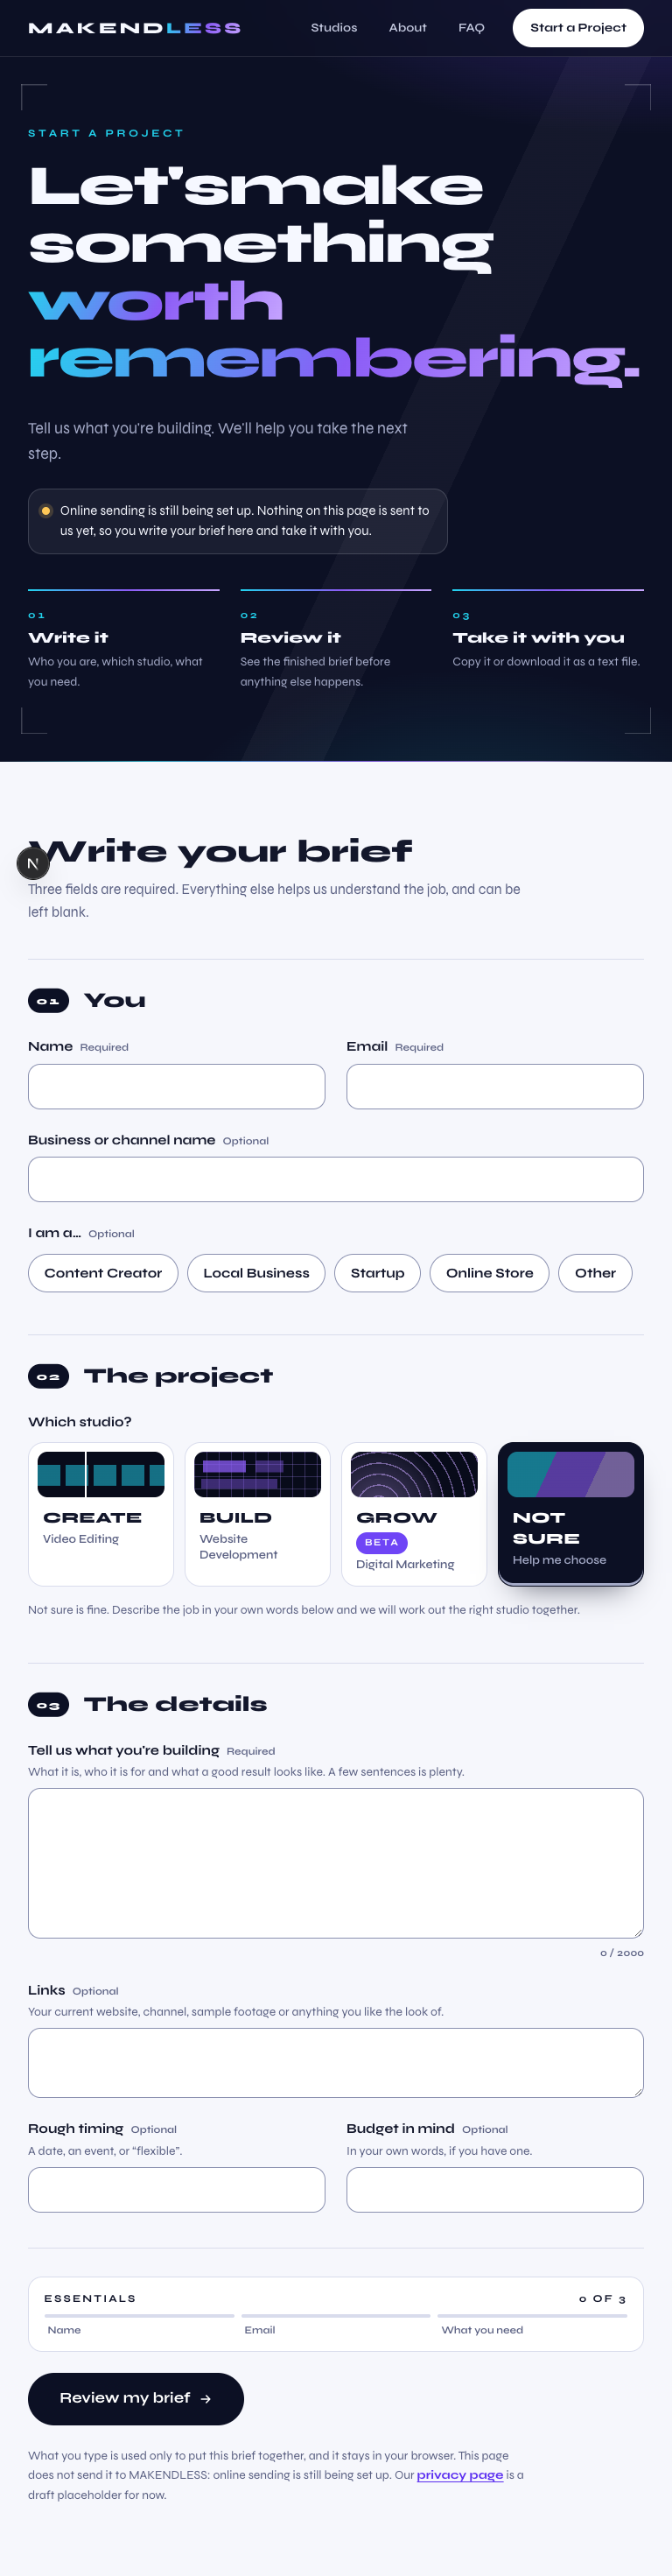 MAKENDLESS
Studios
About
FAQ
Start a Project
START A PROJECT
Let'smake
something
worth
remembering.
Tell us what you're building. We'll help you take the next
step.
Online sending is still being set up. Nothing on this page is sent to
us yet, so you write your brief here and take it with you.
01
Write it
Who you are, which studio, what
you need.
02
Review it
See the finished brief before
anything else happens.
03
Take it with you
Copy it or download it as a text file.
Write your brief
N
Three fields are required. Everything else helps us understand the job, and can be
left blank.
01 You
Name Required
Email Required
Business or channel name Optional
I am a… Optional
Content Creator
Local Business
Startup
Online Store
Other
02 The project
Which studio?
CREATE
Video Editing
BUILD
Website
Development
GROW
BETA
Digital Marketing
NOT
SURE
Help me choose
Not sure is fine. Describe the job in your own words below and we will work out the right studio together.
03 The details
Tell us what you're building Required
What it is, who it is for and what a good result looks like. A few sentences is plenty.
0 / 2000
Links Optional
Your current website, channel, sample footage or anything you like the look of.
Rough timing Optional
A date, an event, or “flexible”.
Budget in mind Optional
In your own words, if you have one.
ESSENTIALS
0 OF 3
Name
Email
What you need
Review my brief →
What you type is used only to put this brief together, and it stays in your browser. This page
does not send it to MAKENDLESS: online sending is still being set up. Our privacy page is a
draft placeholder for now.